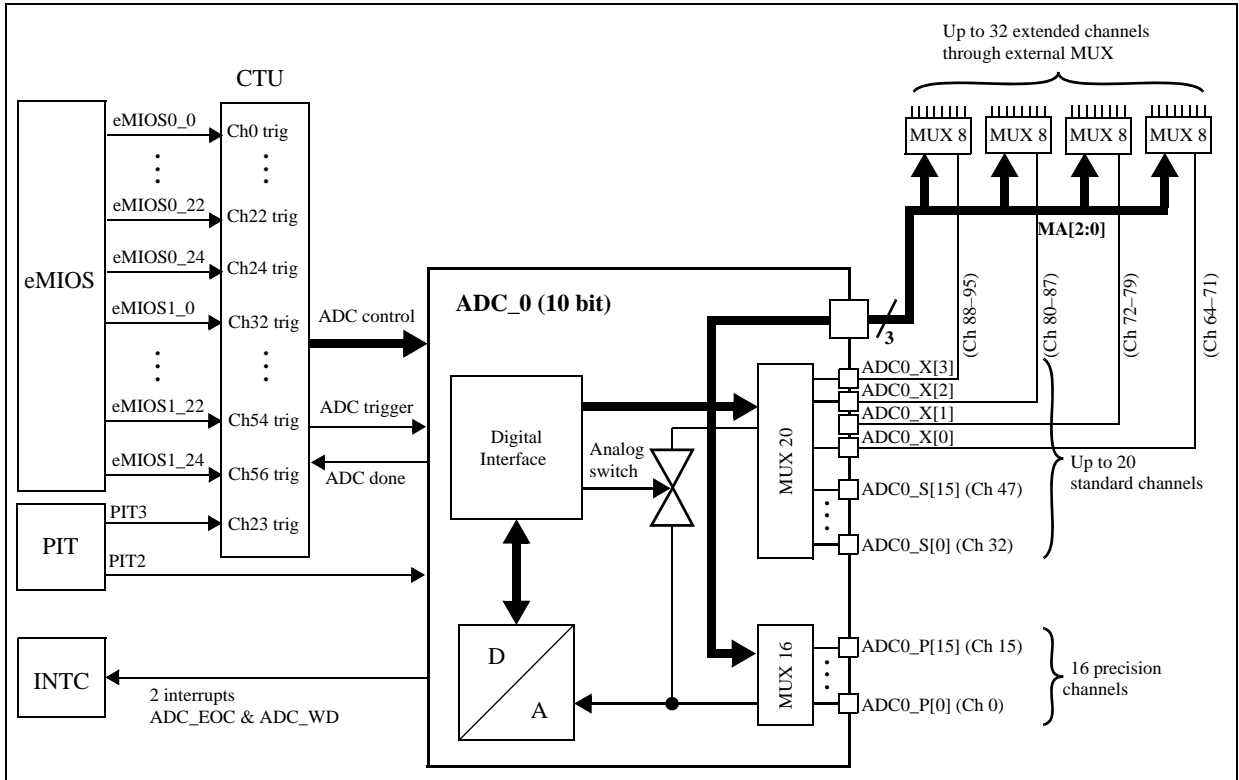 Up to 32 extended channels
through external MUX
CTU
MUX 8
MUX 8
MUX 8
MUX 8
MA[2:0]
eMIOS
eMIOS0_0
Ch0 trig
eMIOS0_22
Ch22 trig
eMIOS0_24
Ch24 trig
eMIOS1_0
Ch32 trig
eMIOS1_22
Ch54 trig
eMIOS1_24
Ch56 trig
PIT
PIT3
Ch23 trig
PIT2
INTC
2 interrupts
ADC_EOC & ADC_WD
ADC control
ADC trigger
ADC done
ADC_0 (10 bit)
3
(Ch 88–95)
(Ch 80–87)
(Ch 72–79)
(Ch 64–71)
Digital
Interface
Analog
switch
MUX 20
ADC0_X[3]
ADC0_X[2]
ADC0_X[1]
ADC0_X[0]
ADC0_S[15] (Ch 47)
ADC0_S[0] (Ch 32)
Up to 20
standard channels
D
A
MUX 16
ADC0_P[15] (Ch 15)
ADC0_P[0] (Ch 0)
16 precision
channels